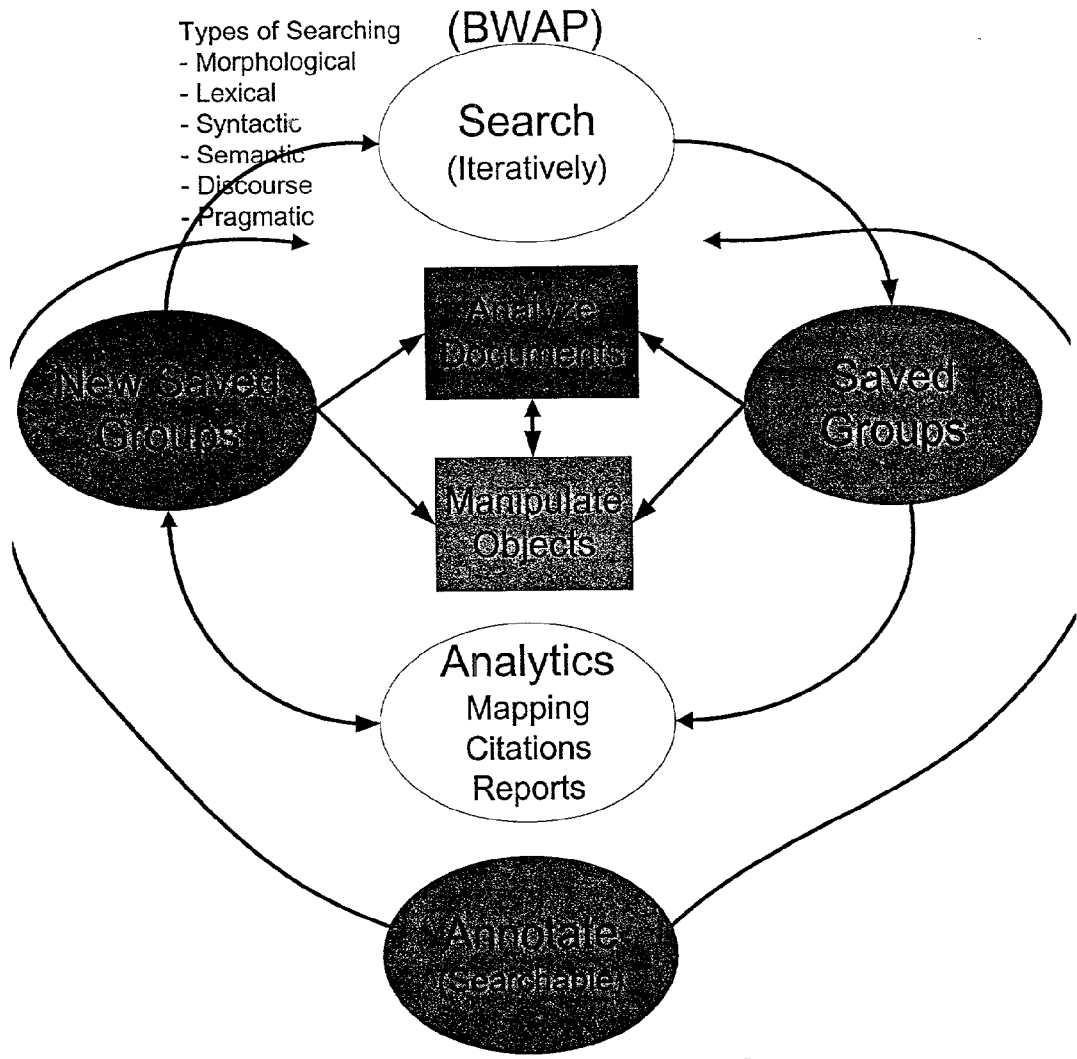 Types of Searching
- Morphological
- Lexical
- Syntactic
- Semantic
- Discourse
- Pragmatic
(BWAP)
Search
(Iteratively)
Analyze
Documents
New Saved
Groups
Saved
Groups
Manipulate
Objects
Analytics
Mapping
Citations
Reports
Annotate
(Searchable)